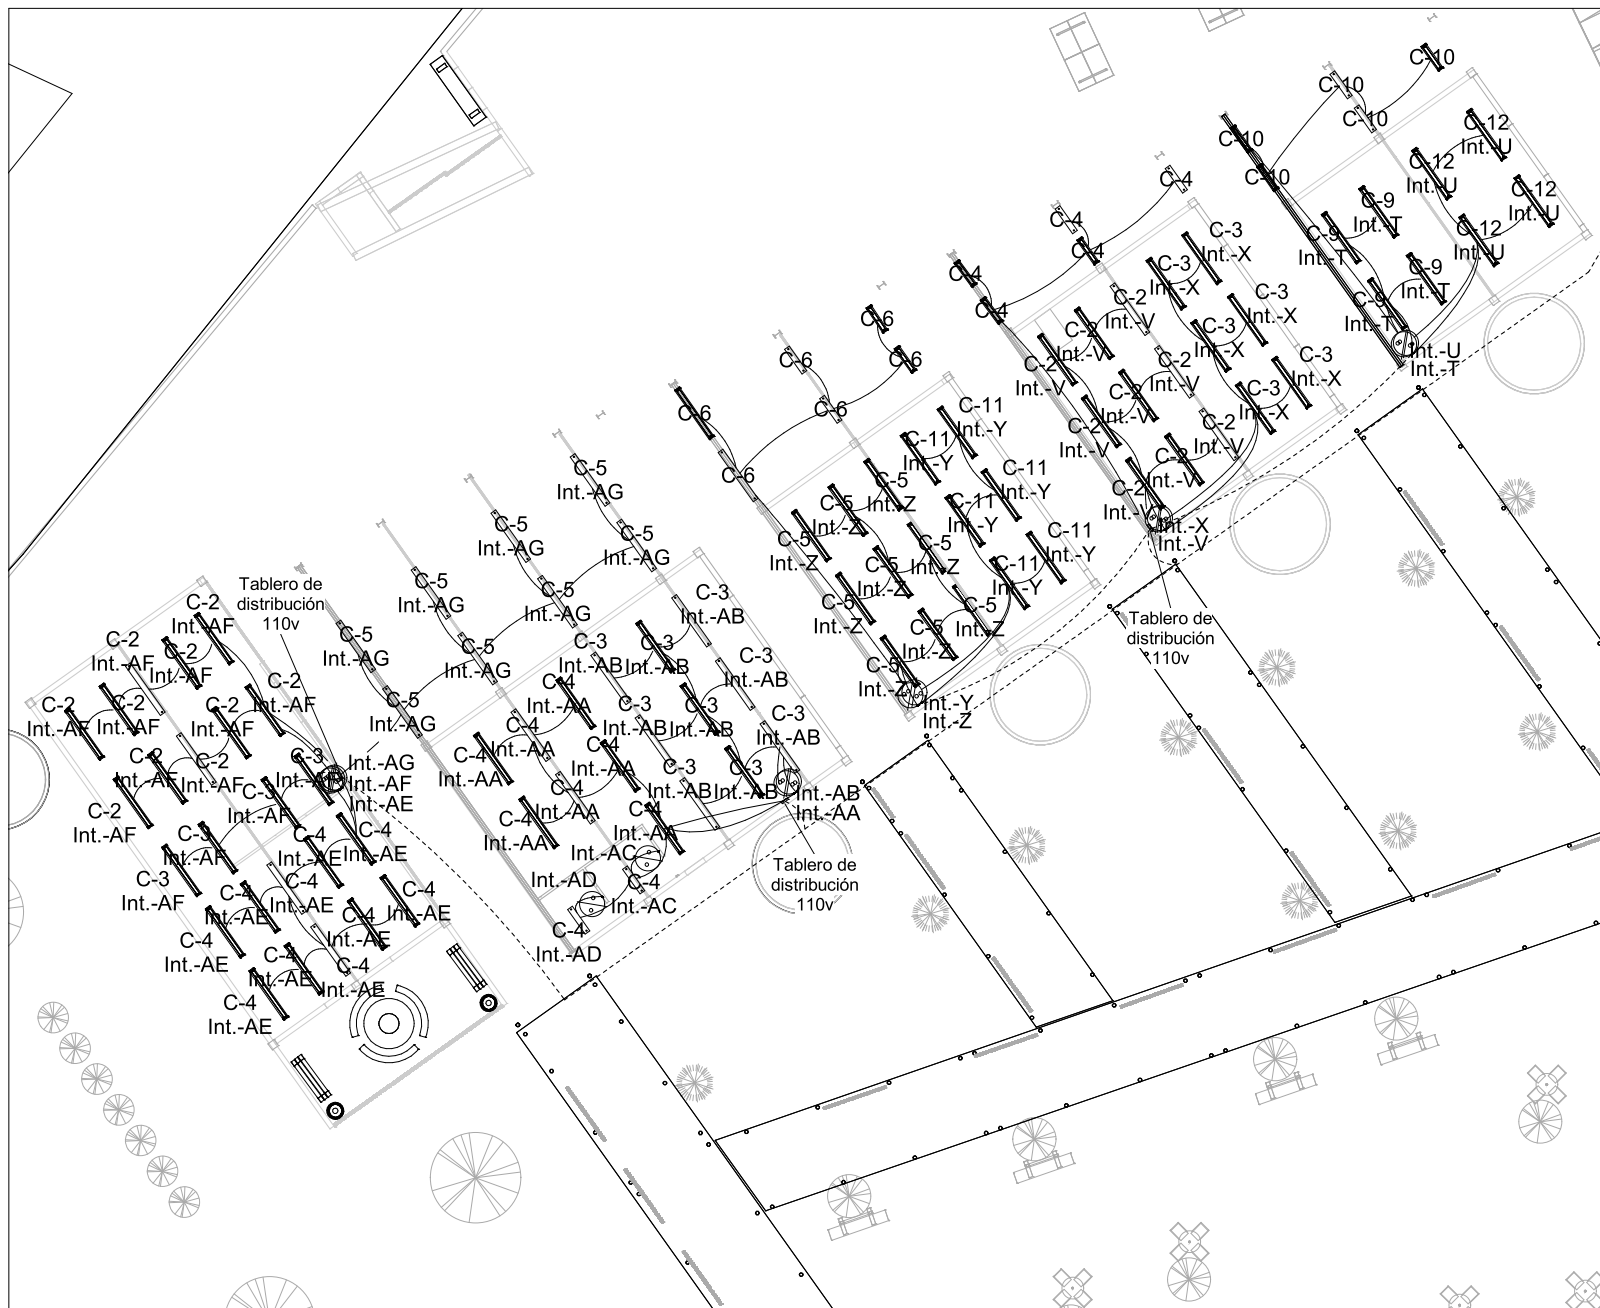 C-10
C-10
C-10
C-10
C-10
C-12
Int.-U
C-12
Int.-U
C-12
Int.-U
C-12
Int.-U
C-9
Int.-T
C-9
Int.-T
C-9
Int.-T
C-9
Int.-T
Int.-U
Int.-T
C-4
C-4
C-4
C-4
C-4
C-3
Int.-X
C-3
Int.-X
C-3
Int.-X
C-3
Int.-X
C-3
Int.-X
C-3
Int.-X
C-2
Int.-V
C-2
Int.-V
C-2
Int.-V
C-2
Int.-V
C-2
Int.-V
C-2
Int.-V
C-2
Int.-V
C-2
Int.-V
C-2
Int.-V
Int.-X
Int.-V
Tablero de
distribución
110v
C-6
C-6
C-6
C-6
C-6
C-6
C-11
Int.-Y
C-11
Int.-Y
C-11
Int.-Y
C-11
Int.-Y
C-11
Int.-Y
C-11
Int.-Y
C-5
Int.-Z
C-5
Int.-Z
C-5
Int.-Z
C-5
Int.-Z
C-5
Int.-Z
C-5
Int.-Z
C-5
Int.-Z
C-5
Int.-Z
C-5
Int.-Z
Int.-Y
Int.-Z
C-5
Int.-AG
C-5
Int.-AG
C-5
Int.-AG
C-5
Int.-AG
C-5
Int.-AG
C-5
Int.-AG
C-5
Int.-AG
C-5
Int.-AG
C-3
Int.-AB
C-3
Int.-AB
C-3
Int.-AB
C-3
Int.-AB
C-3
Int.-AB
C-3
Int.-AB
C-3
Int.-AB
C-3
Int.-AB
C-3
Int.-AB
C-4
Int.-AA
C-4
Int.-AA
C-4
Int.-AA
C-4
Int.-AA
C-4
Int.-AA
C-4
Int.-AA
C-4
Int.-AA
Int.-AB
Int.-AA
Int.-AC
Int.-AD
C-4
Int.-AC
C-4
Int.-AD
Tablero de
distribución
110v
Tablero de
distribución
110v
C-2
Int.-AF
C-2
Int.-AF
C-2
Int.-AF
C-2
Int.-AF
C-2
Int.-AF
C-2
Int.-AF
C-2
Int.-AF
C-2
Int.-AF
C-2
Int.-AF
C-2
Int.-AF
C-3
C-3
Int.-AF
C-3
Int.-AF
C-3
Int.-AF
Int.-AG
Int.-AF
Int.-AE
C-4
Int.-AE
C-4
Int.-AE
C-4
Int.-AE
C-4
Int.-AE
C-4
Int.-AE
C-4
Int.-AE
C-4
Int.-AE
C-4
Int.-AE
C-4
Int.-AE
C-4
Int.-AE